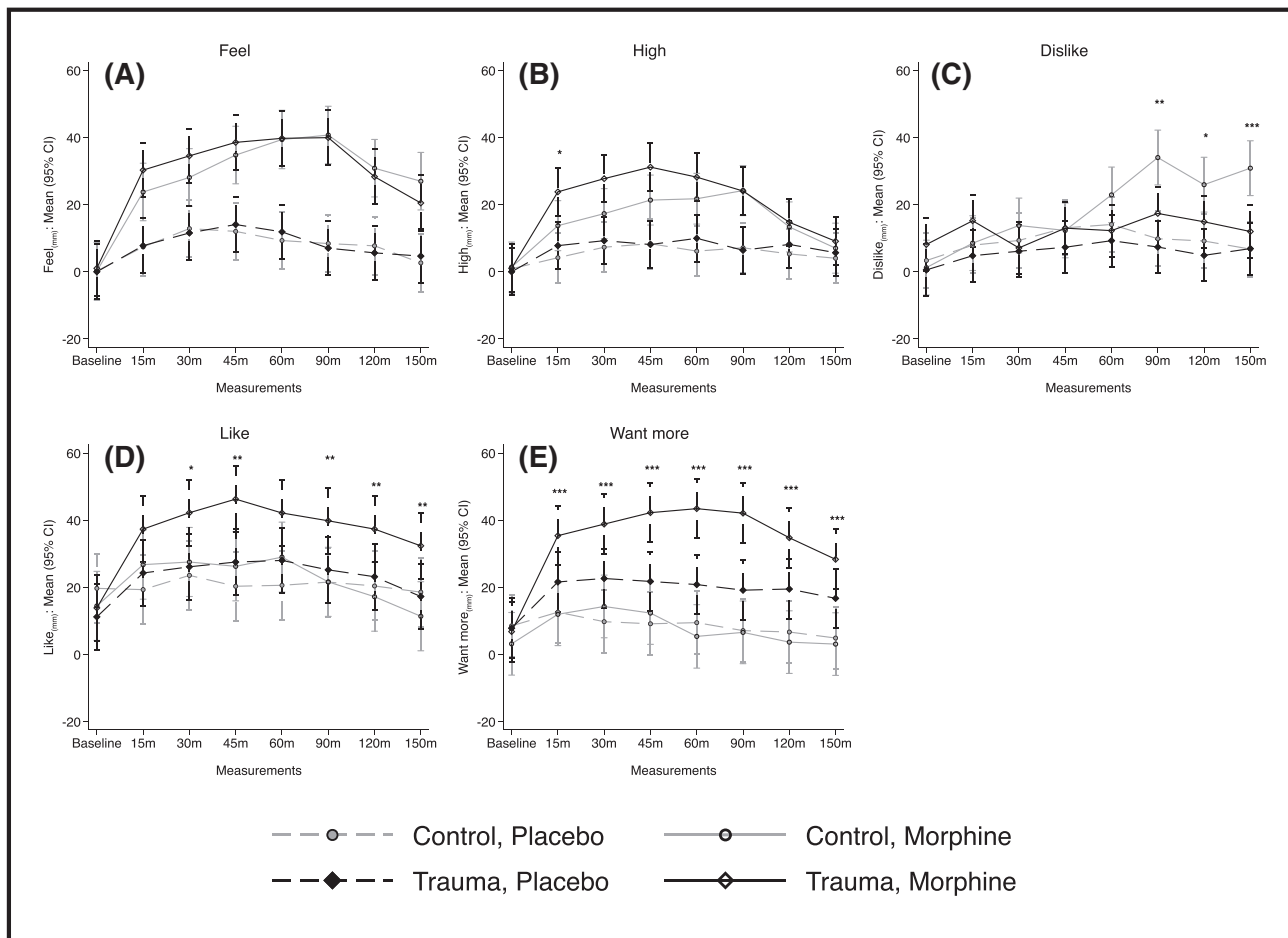 Feel
(A)
60
40
20
0
-20
Feel(mm): Mean (95% CI)
Baseline 15m 30m 45m 60m 90m 120m 150m
Measurements
High
(B)
*
60
40
20
0
-20
High(mm): Mean (95% CI)
Baseline 15m 30m 45m 60m 90m 120m 150m
Measurements
Dislike
(C)
** * ***
60
40
20
0
-20
Dislike(mm): Mean (95% CI)
Baseline 15m 30m 45m 60m 90m 120m 150m
Measurements
Like
(D)
* ** ** ** **
60
40
20
0
-20
Like(mm): Mean (95% CI)
Baseline 15m 30m 45m 60m 90m 120m 150m
Measurements
Want more
(E)
*** *** *** *** *** *** ***
60
40
20
0
-20
Want more(mm): Mean (95% CI)
Baseline 15m 30m 45m 60m 90m 120m 150m
Measurements
Control, Placebo
Control, Morphine
Trauma, Placebo
Trauma, Morphine